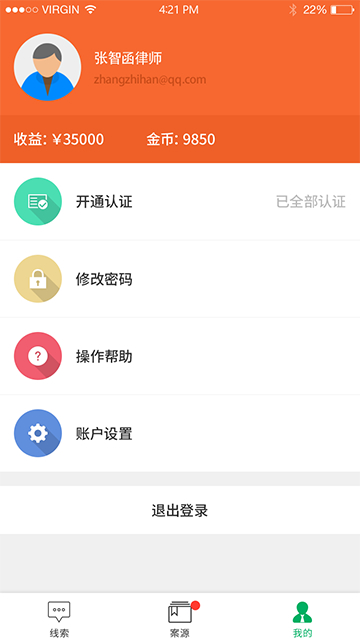 VIRGIN 4:21 PM 22%
张智函律师
zhangzhihan@qq.com
收益：￥35000 金币：9850
开通认证 已全部认证
修改密码
操作帮助
账户设置
退出登录
线索 案源 我的